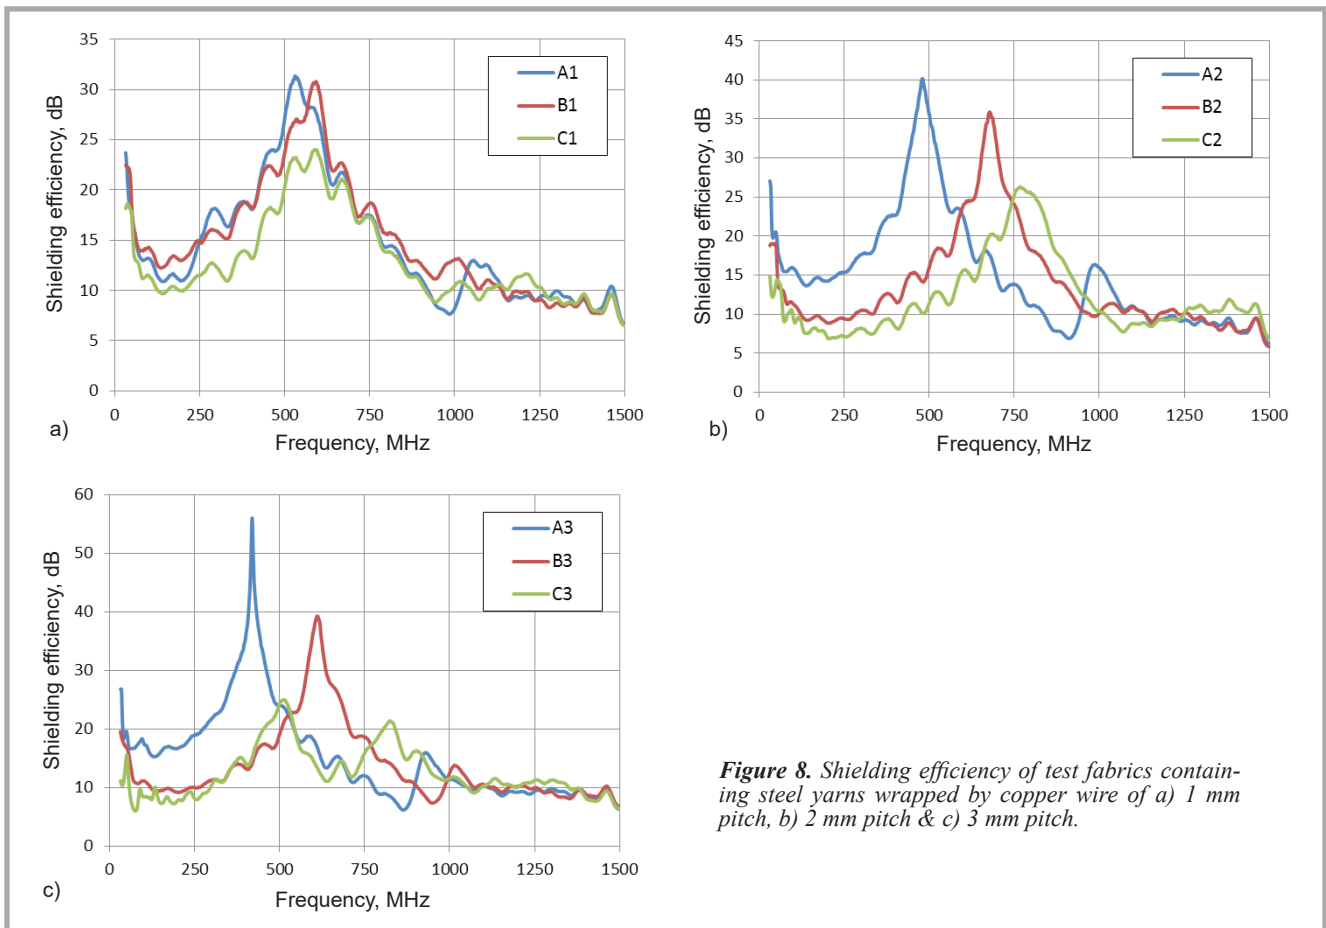 35
30
25
20
15
10
5
0
Shielding efficiency, dB
A1
B1
C1
0 250 500 750 1000 1250 1500
Frequency, MHz
a)
45
40
35
30
25
20
15
10
5
0
Shielding efficiency, dB
A2
B2
C2
0 250 500 750 1000 1250 1500
Frequency, MHz
b)
60
50
40
30
20
10
0
Shielding efficiency, dB
A3
B3
C3
0 250 500 750 1000 1250 1500
Frequency, MHz
c)
Figure 8. Shielding efficiency of test fabrics contain-
ing steel yarns wrapped by copper wire of a) 1 mm
pitch, b) 2 mm pitch & c) 3 mm pitch.